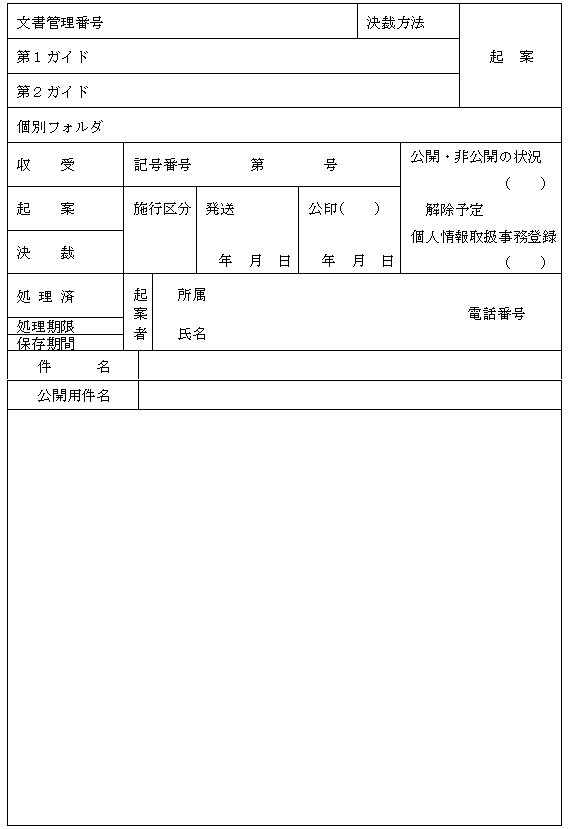 文書管理番号　決裁方法
起　案
第１ガイド
第２ガイド
個別フォルダ
収　　受　記号番号　　　　第　　　　号
公開・非公開の状況
（　　）
解除予定
個人情報取扱事務登録
（　　）
起　　案　施行区分　発送　公印（　　）
決　　裁　年　月　日　年　月　日
処 理 済
処理期限
保存期間
起案者
所属
氏名
電話番号
件　　　名
公開用件名